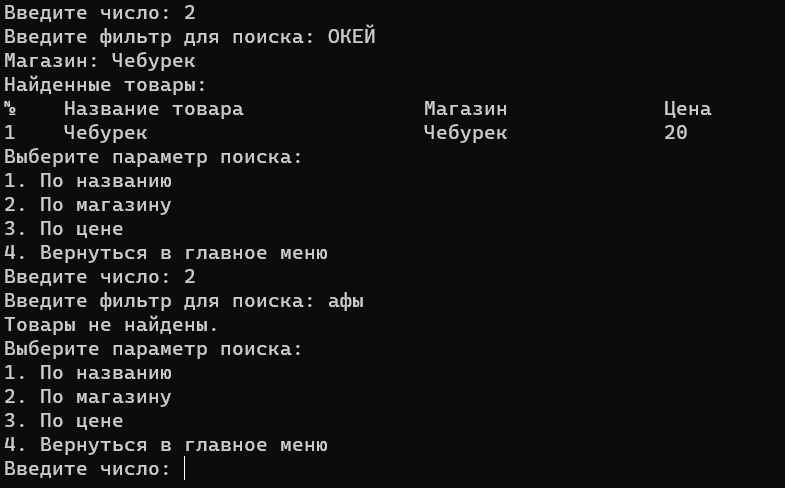 Введите число: 2
Введите фильтр для поиска: ОКЕЙ
Магазин: Чебурек
Найденные товары:
№ Название товара Магазин Цена
1 Чебурек Чебурек 20
Выберите параметр поиска:
1. По названию
2. По магазину
3. По цене
4. Вернуться в главное меню
Введите число: 2
Введите фильтр для поиска: афы
Товары не найдены.
Выберите параметр поиска:
1. По названию
2. По магазину
3. По цене
4. Вернуться в главное меню
Введите число: